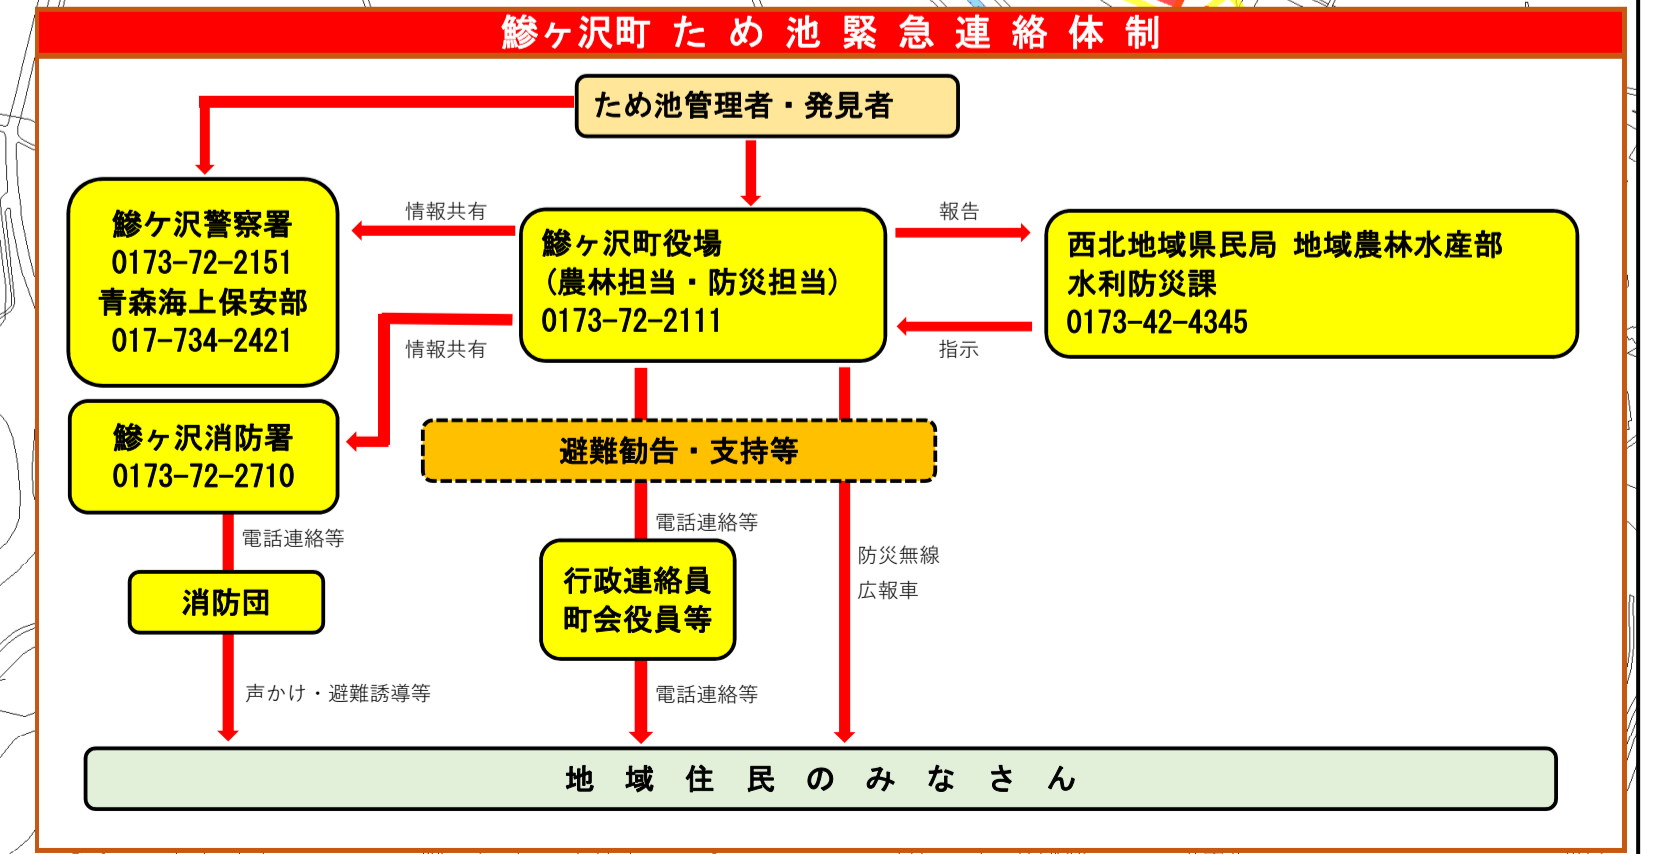 鰺ヶ沢町 ため池緊急連絡体制
ため池管理者・発見者
鰺ケ沢警察署
0173-72-2151
青森海上保安部
017-734-2421
情報共有
鰺ヶ沢町役場
(農林担当・防災担当)
0173-72-2111
報告
西北地域県民局 地域農林水産部
水利防災課
0173-42-4345
指示
情報共有
鰺ヶ沢消防署
0173-72-2710
避難勧告・支持等
電話連絡等
電話連絡等
防災無線
広報車
消防団
行政連絡員
町会役員等
声かけ・避難誘導等
電話連絡等
地域住民のみなさん